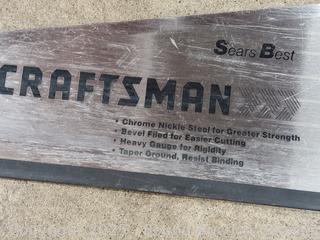 Sears Best
CRAFTSMAN
• Chrome Nickle Steel for Greater Strength
• Bevel Filed for Easier Cutting
• Heavy Gauge for Rigidity
• Taper Ground, Resist Binding